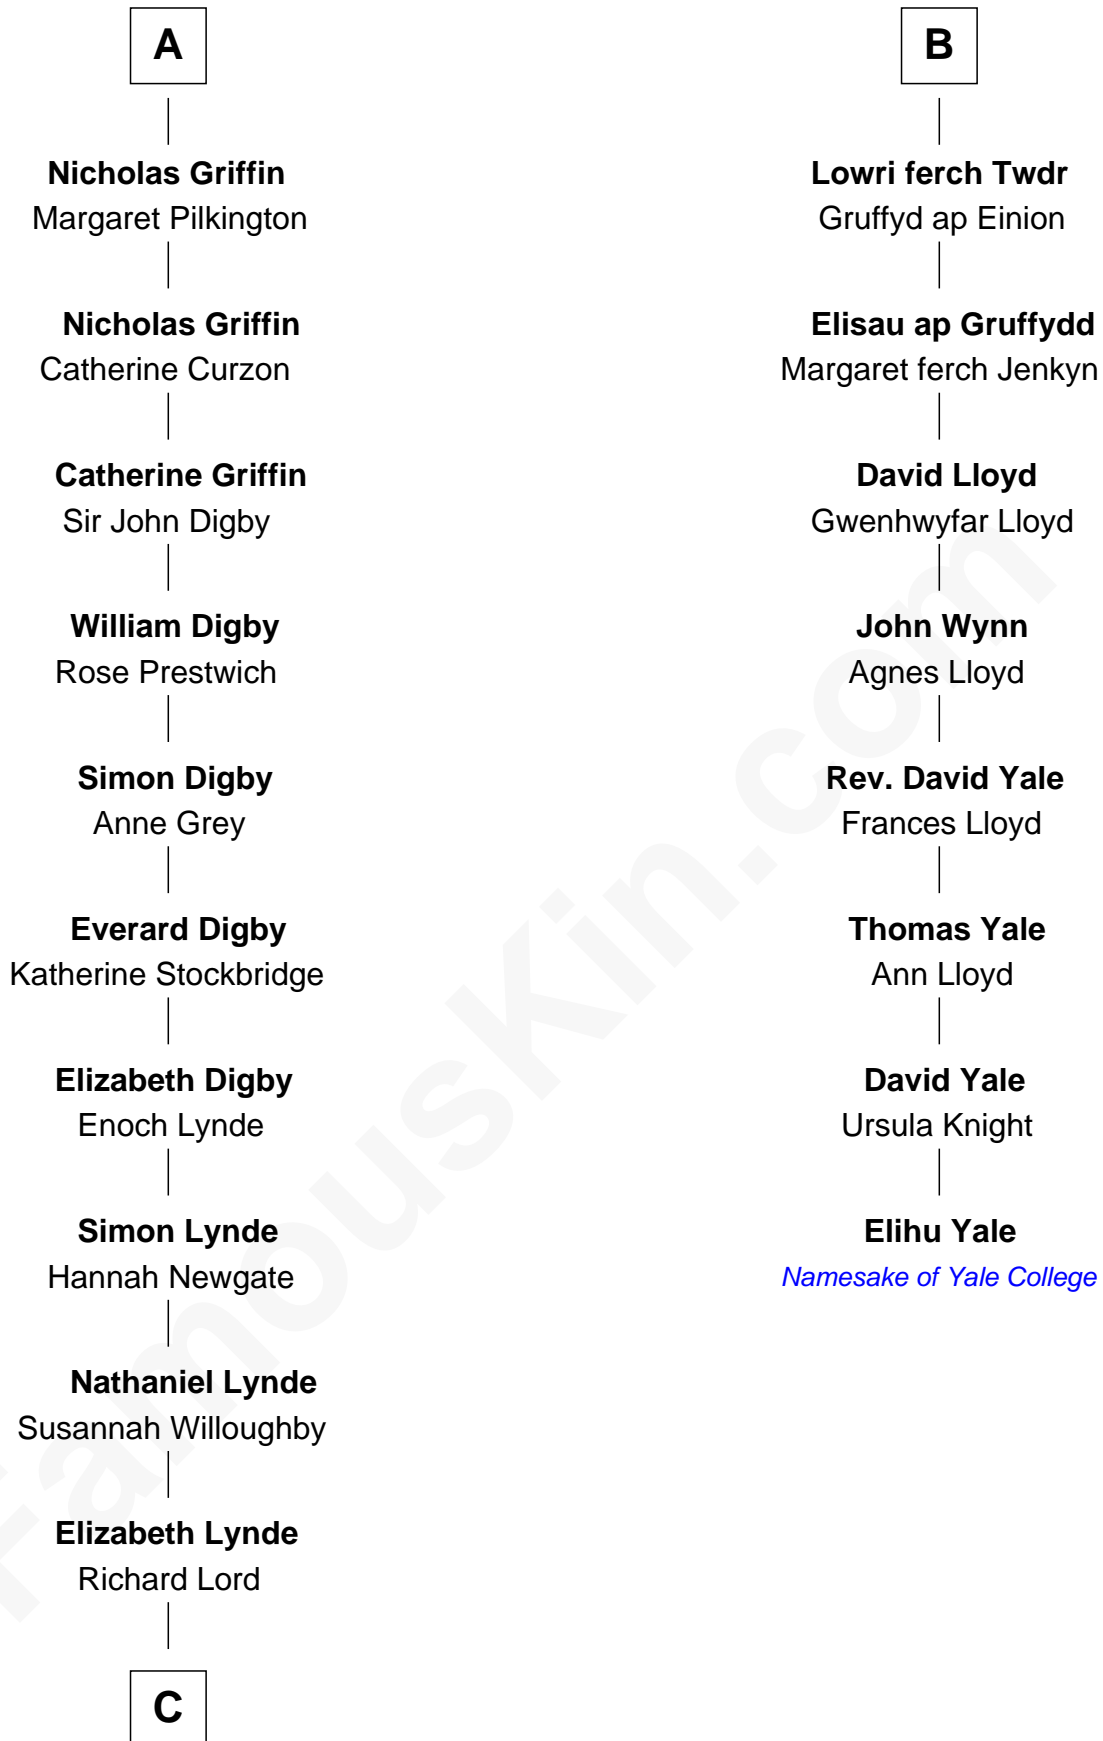 A
Nicholas Griffin
Margaret Pilkington
Nicholas Griffin
Catherine Curzon
Catherine Griffin
Sir John Digby
William Digby
Rose Prestwich
Simon Digby
Anne Grey
Everard Digby
Katherine Stockbridge
Elizabeth Digby
Enoch Lynde
Simon Lynde
Hannah Newgate
Nathaniel Lynde
Susannah Willoughby
Elizabeth Lynde
Richard Lord
C
B
Lowri ferch Twdr
Gruffyd ap Einion
Elisau ap Gruffydd
Margaret ferch Jenkyn
David Lloyd
Gwenhwyfar Lloyd
John Wynn
Agnes Lloyd
Rev. David Yale
Frances Lloyd
Thomas Yale
Ann Lloyd
David Yale
Ursula Knight
Elihu Yale
Namesake of Yale College
FamousKin.com